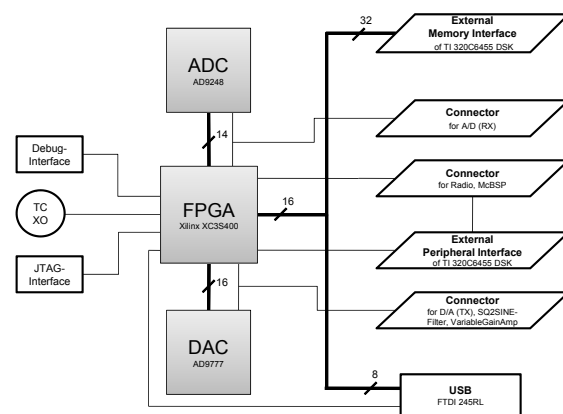 32
External
Memory Interface
of TI 320C6455 DSK
ADC
AD9248
14
Connector
for A/D (RX)
Debug-
Interface
Connector
for Radio, McBSP
FPGA
Xilinx XC3S400
16
TC
XO
External
Peripheral Interface
of TI 320C6455 DSK
JTAG-
Interface
16
Connector
for D/A (TX), SQ2SINE-
Filter, VariableGainAmp
DAC
AD9777
8
USB
FTDI 245RL